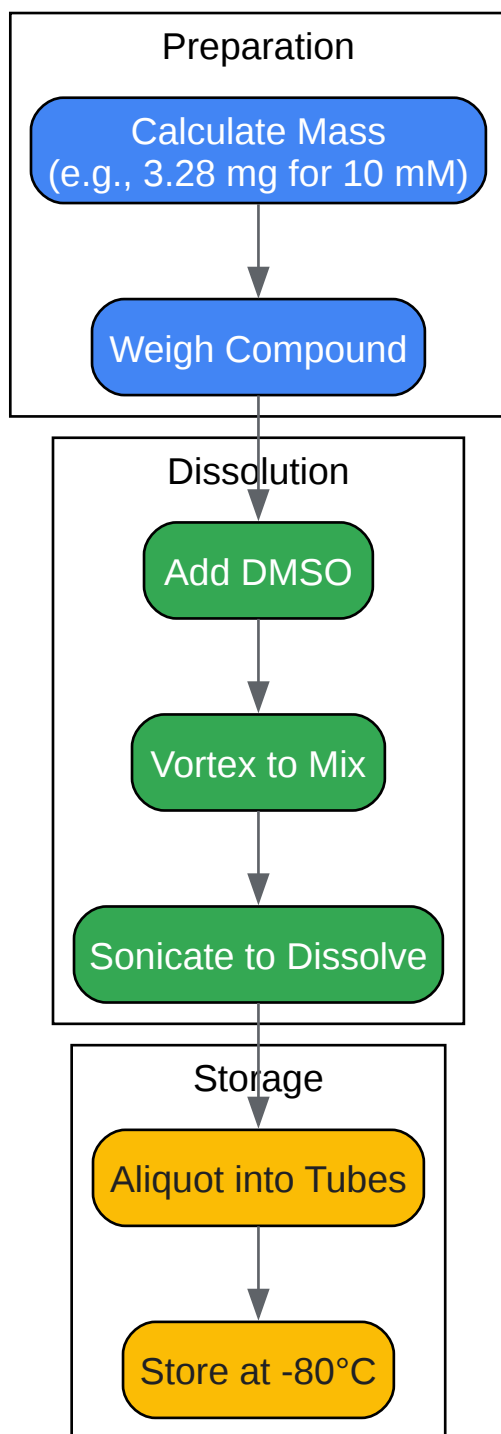 Preparation
Calculate Mass
(e.g., 3.28 mg for 10 mM)
Weigh Compound
Dissolution
Add DMSO
Vortex to Mix
Sonicate to Dissolve
Storage
Aliquot into Tubes
Store at -80°C